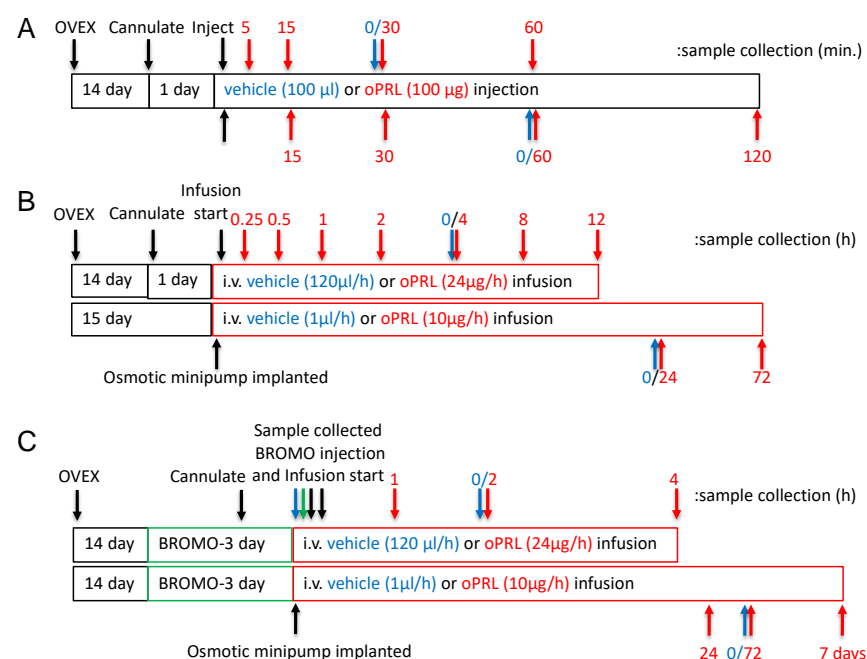 A
OVEX Cannulate Inject 5 15 0/30 60 :sample collection (min.)
14 day 1 day vehicle (100 µl) or oPRL (100 µg) injection
15 30 0/60 120
B
Infusion
OVEX Cannulate start 0.25 0.5 1 2 0/4 8 12 :sample collection (h)
14 day 1 day i.v. vehicle (120µl/h) or oPRL (24µg/h) infusion
15 day i.v. vehicle (1µl/h) or oPRL (10µg/h) infusion
Osmotic minipump implanted 0/24 72
C
Sample collected
BROMO injection
OVEX Cannulate and Infusion start 1 0/2 4 :sample collection (h)
14 day BROMO-3 day i.v. vehicle (120 µl/h) or oPRL (24µg/h) infusion
14 day BROMO-3 day i.v. vehicle (1µl/h) or oPRL (10µg/h) infusion
Osmotic minipump implanted 24 0/72 7 days